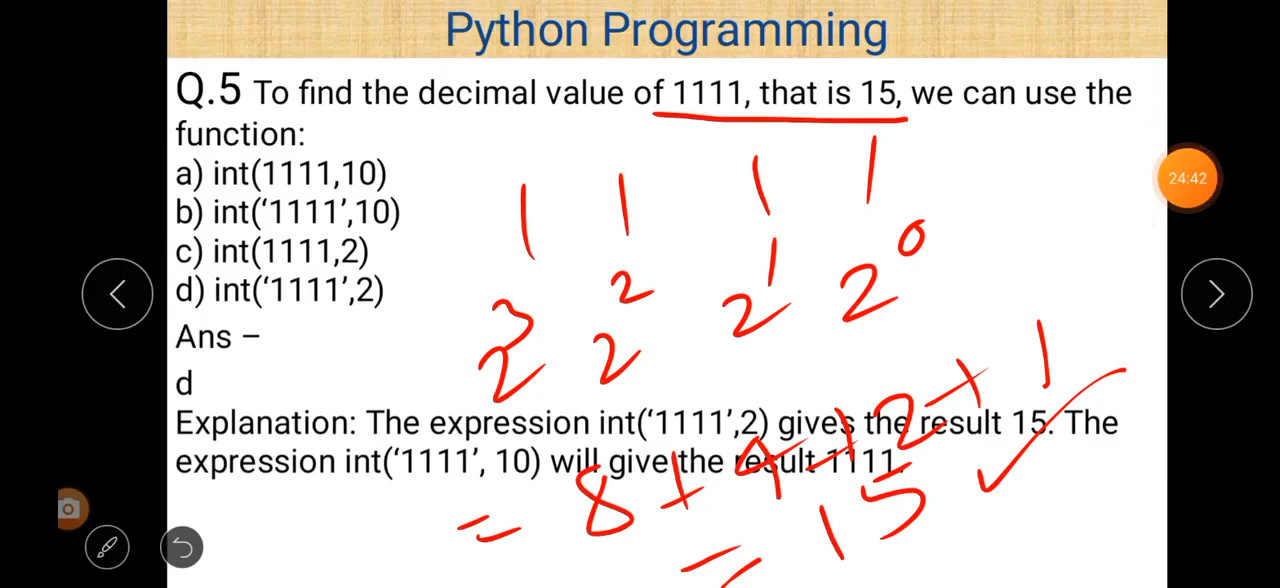 Python Programming
Q.5 To find the decimal value of 1111, that is 15, we can use the
function:
a) int(1111,10)
b) int(‘1111’,10)
c) int(1111,2)
d) int(‘1111’,2)
Ans –
d
Explanation: The expression int(‘1111’,2) gives the result 15. The
expression int(‘1111’, 10) will give the result 1111.
1 1 1 1
2³ 2² 2¹ 2⁰
= 8 + 4 + 2 + 1
= 15
24:42